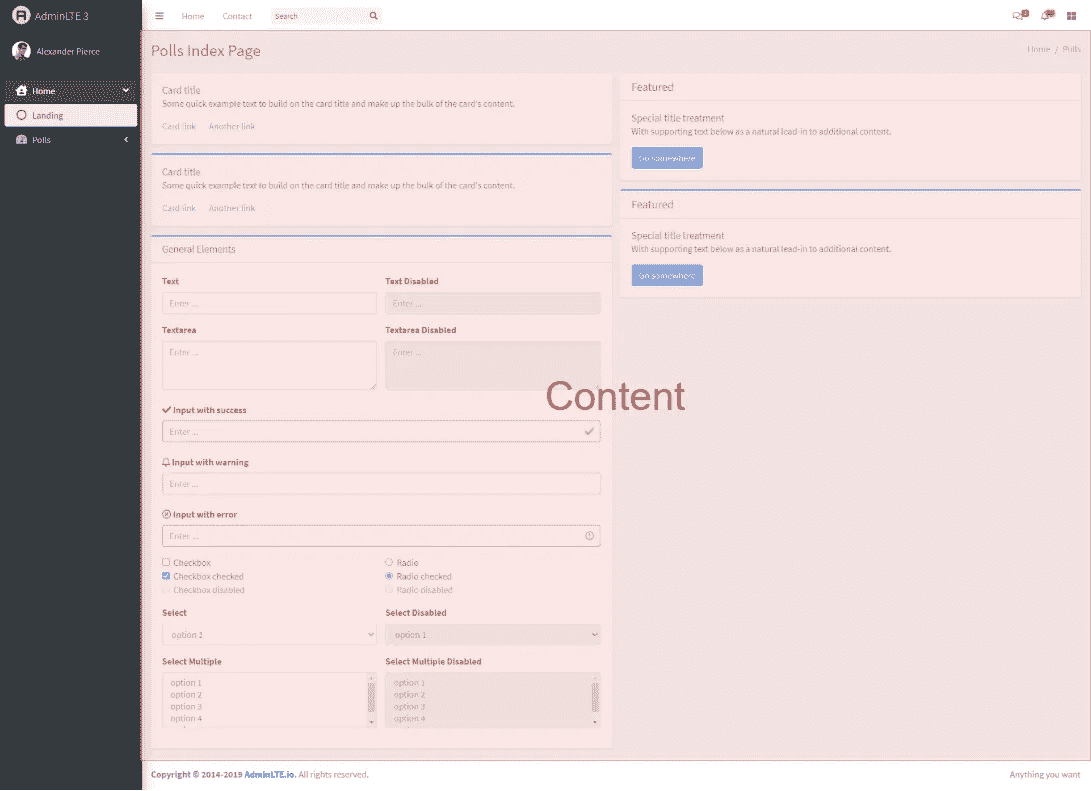 AdminLTE 3
Home Contact Search
Alexander Pierce
Home
Landing
Polls
Polls Index Page
Home / Polls
Card title
Some quick example text to build on the card title and make up the bulk of the card's content.
Card link Another link
Card title
Some quick example text to build on the card title and make up the bulk of the card's content.
Card link Another link
General Elements
Text Text Disabled
Enter ... Enter ...
Textarea Textarea Disabled
Enter ... Enter ...
Input with success
Enter ...
Input with warning
Enter ...
Input with error
Enter ...
Checkbox Radio
Checkbox checked Radio checked
Checkbox disabled Radio disabled
Select Select Disabled
option 1 option 1
Select Multiple Select Multiple Disabled
option 1 option 1
option 2 option 2
option 3 option 3
option 4 option 4
Featured
Special title treatment
With supporting text below as a natural lead-in to additional content.
Go somewhere
Featured
Special title treatment
With supporting text below as a natural lead-in to additional content.
Go somewhere
Content
Copyright © 2014-2019 AdminLTE.io. All rights reserved.
Anything you want